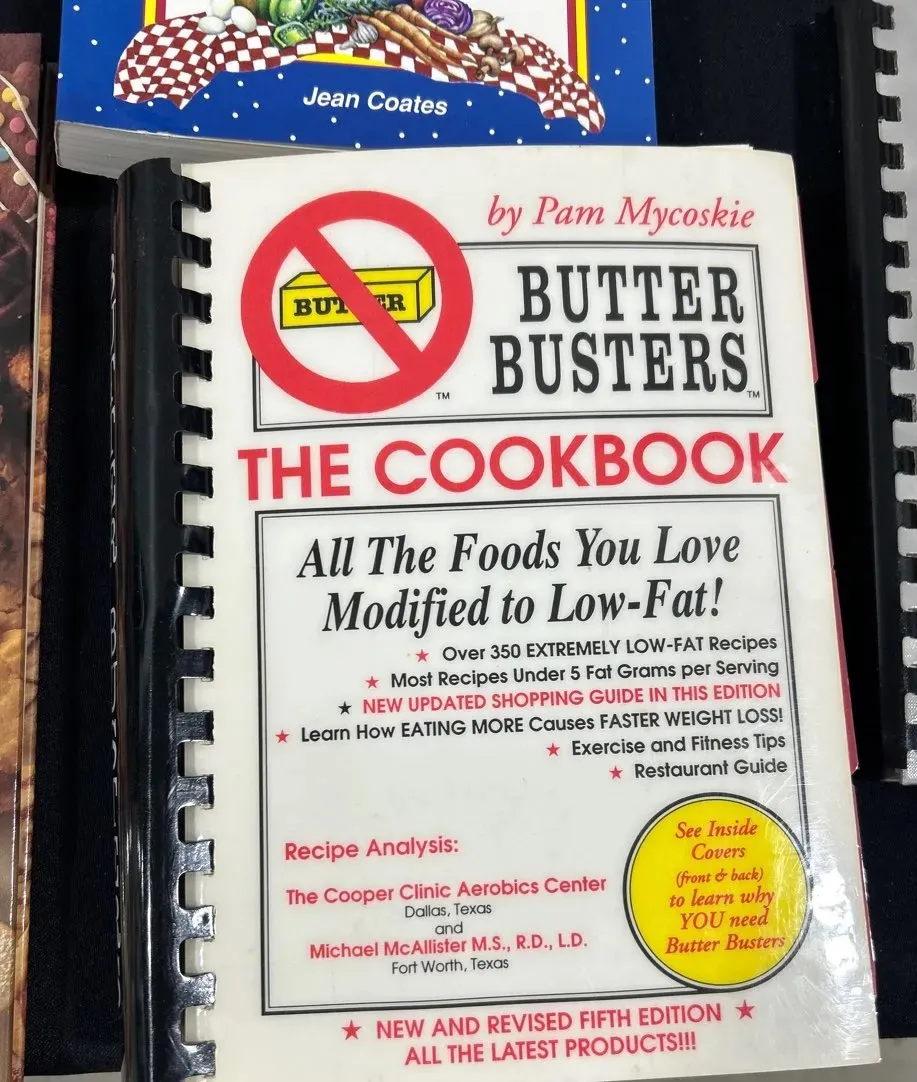 Jean Coates
by Pam Mycoskie
BUTTER
BUTTER
BUSTERS
TM
TM
THE COOKBOOK
All The Foods You Love
Modified to Low-Fat!
★ Over 350 EXTREMELY LOW-FAT Recipes
★ Most Recipes Under 5 Fat Grams per Serving
★ NEW UPDATED SHOPPING GUIDE IN THIS EDITION
★ Learn How EATING MORE Causes FASTER WEIGHT LOSS!
★ Exercise and Fitness Tips
★ Restaurant Guide
Recipe Analysis:
The Cooper Clinic Aerobics Center
Dallas, Texas
and
Michael McAllister M.S., R.D., L.D.
Fort Worth, Texas
See Inside
Covers
(front & back)
to learn why
YOU need
Butter Busters
★ NEW AND REVISED FIFTH EDITION ★
ALL THE LATEST PRODUCTS!!!